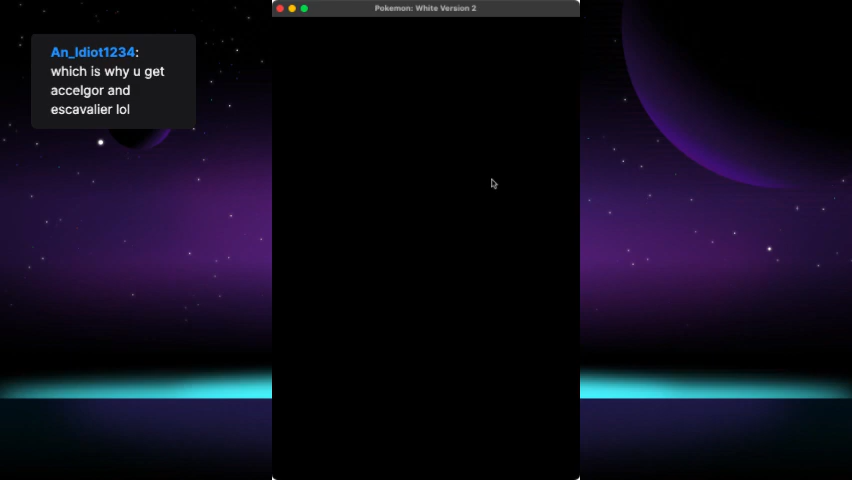 Pokemon: White Version 2
An_Idiot1234:
which is why u get
accelgor and
escavalier lol